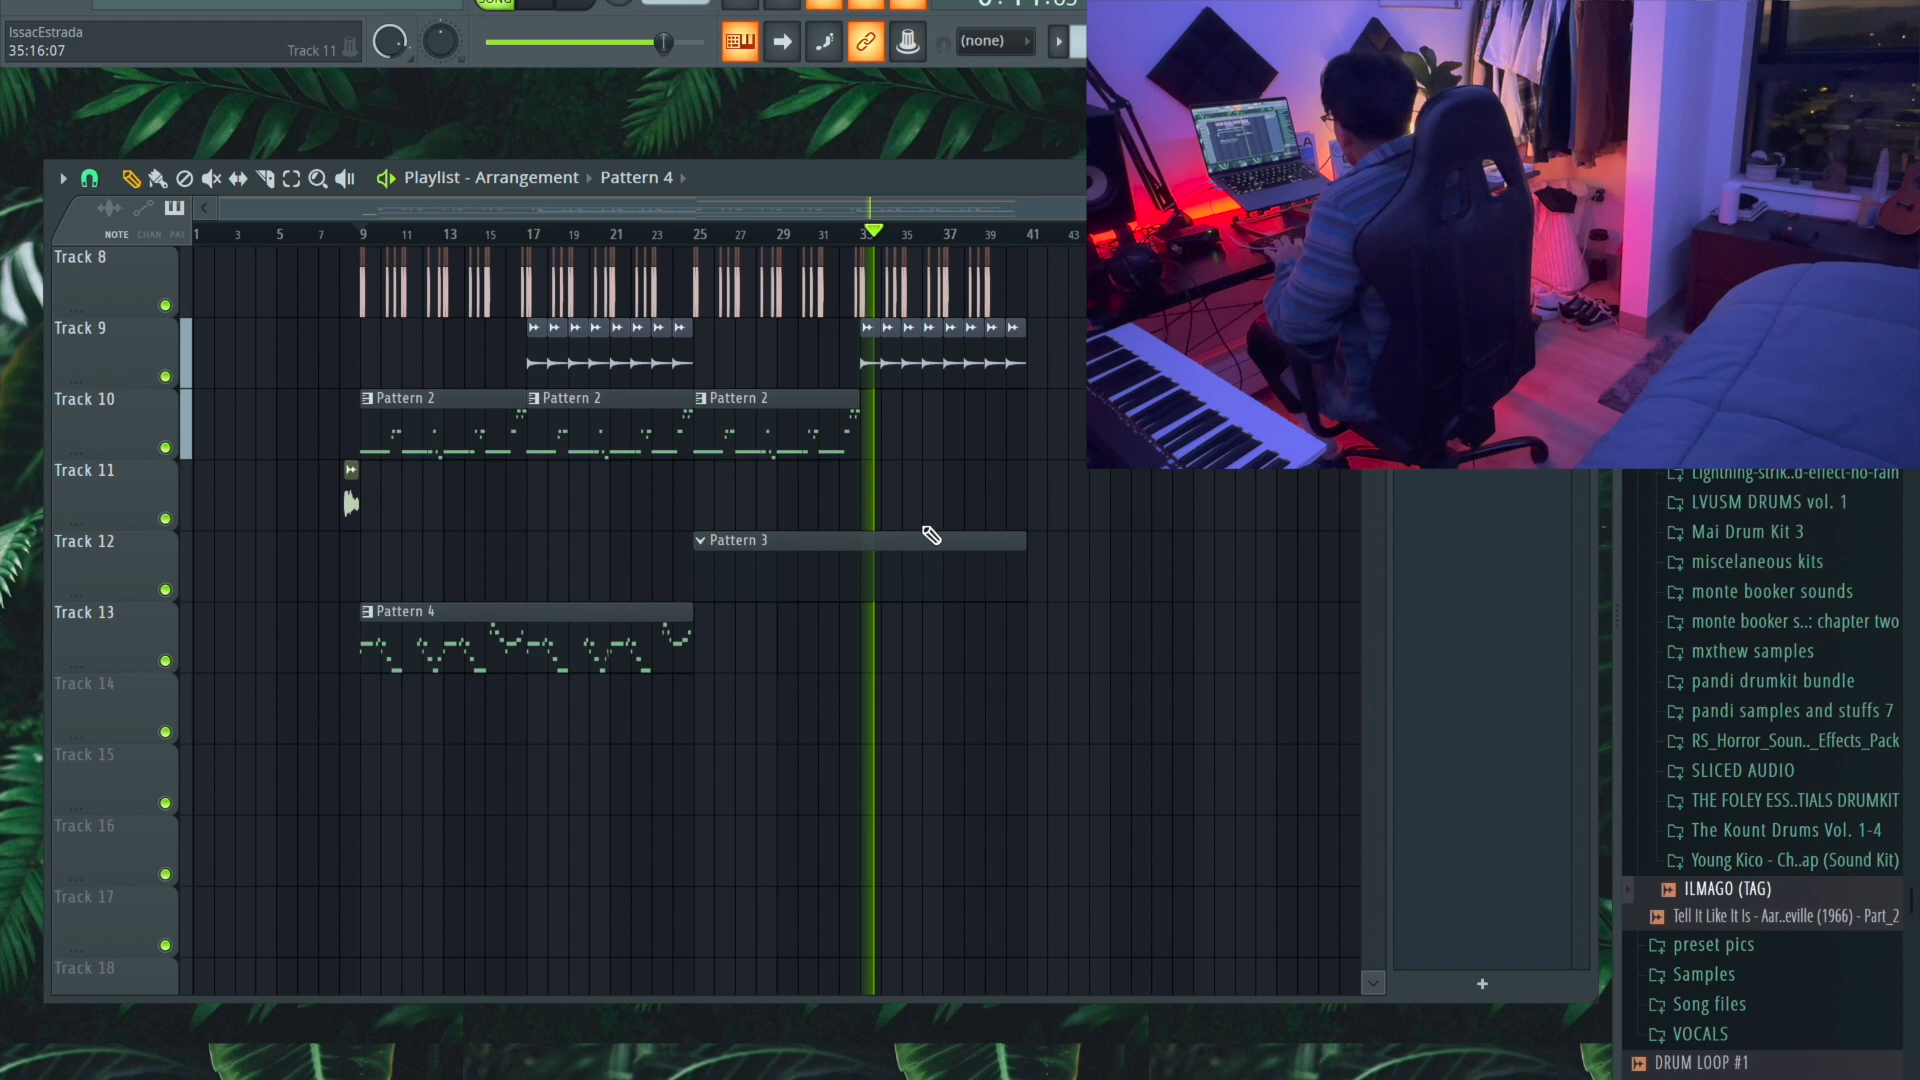 SONG
IssacEstrada
35:16:07
Track 11
(none)
Playlist - Arrangement
Pattern 4
NOTE CHAN PAT
1 3 5 7 9 11 13 15 17 19 21 23 25 27 29 31 35 37 39 41 43
Track 8
Track 9
Track 10
Pattern 2
Pattern 2
Pattern 2
Track 11
Track 12
Pattern 3
Track 13
Pattern 4
Track 14
Track 15
Track 16
Track 17
Track 18
Lightning-strik..d-effect-no-rain
LVUSM DRUMS vol. 1
Mai Drum Kit 3
miscelaneous kits
monte booker sounds
monte booker s..: chapter two
mxthew samples
pandi drumkit bundle
pandi samples and stuffs 7
RS_Horror_Soun.._Effects_Pack
SLICED AUDIO
THE FOLEY ESS..TIALS DRUMKIT
The Kount Drums Vol. 1-4
Young Kico - Ch..ap (Sound Kit)
ILMAGO (TAG)
Tell It Like It Is - Aar..eville (1966) - Part_2
preset pics
Samples
Song files
VOCALS
DRUM LOOP #1